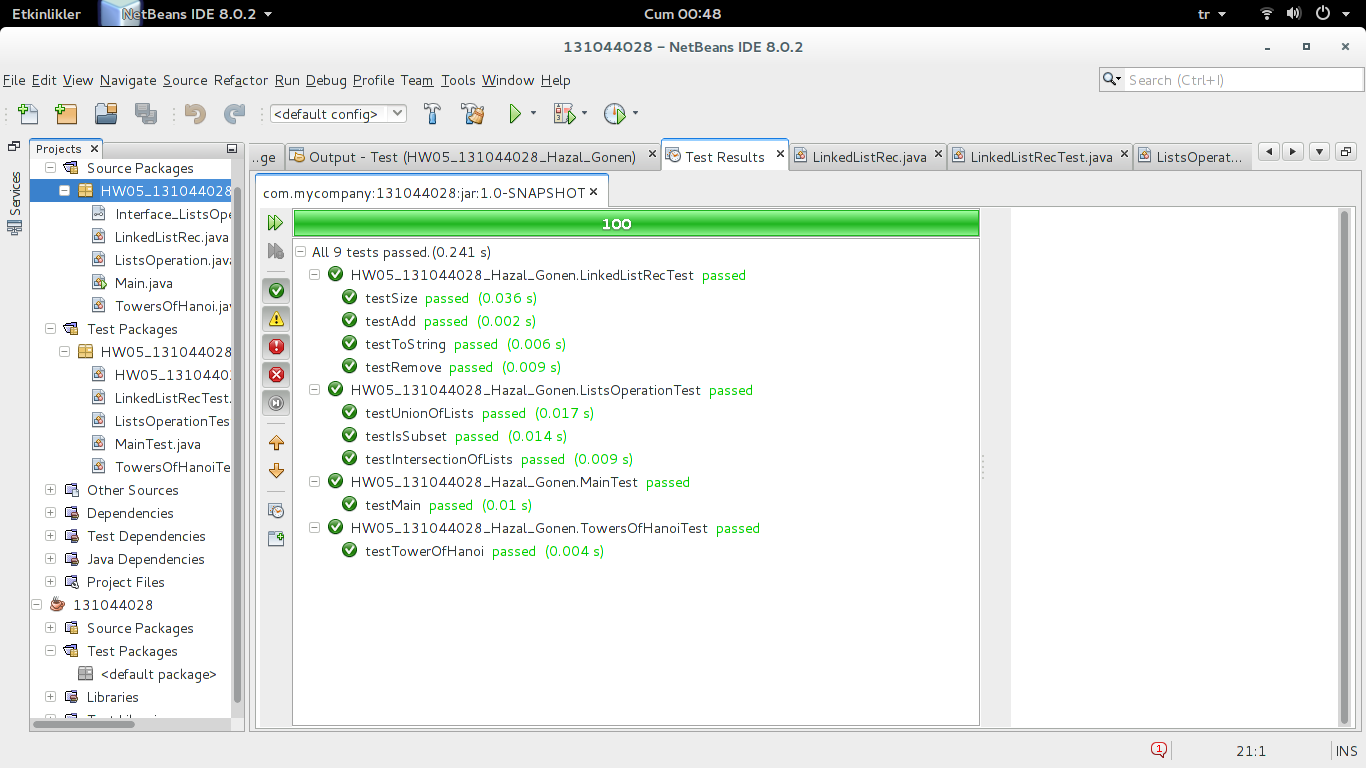 Etkinlikler NetBeans IDE 8.0.2 Cum 00:48 tr
131044028 – NetBeans IDE 8.0.2
File Edit View Navigate Source Refactor Run Debug Profile Team Tools Window Help
Search (Ctrl+I)
<default config>
Services
Projects
Source Packages
HW05_131044028
Interface_ListsOpe
LinkedListRec.java
ListsOperation.java
Main.java
TowersOfHanoi.jav
Test Packages
HW05_131044028
HW05_131044028
LinkedListRecTest.
ListsOperationTes
MainTest.java
TowersOfHanoiTe
Other Sources
Dependencies
Test Dependencies
Java Dependencies
Project Files
131044028
Source Packages
Test Packages
<default package>
Libraries
..ge Output - Test (HW05_131044028_Hazal_Gonen) Test Results LinkedListRec.java LinkedListRecTest.java ListsOperat...
com.mycompany:131044028:jar:1.0-SNAPSHOT
100
All 9 tests passed.(0.241 s)
HW05_131044028_Hazal_Gonen.LinkedListRecTest passed
testSize passed (0.036 s)
testAdd passed (0.002 s)
testToString passed (0.006 s)
testRemove passed (0.009 s)
HW05_131044028_Hazal_Gonen.ListsOperationTest passed
testUnionOfLists passed (0.017 s)
testIsSubset passed (0.014 s)
testIntersectionOfLists passed (0.009 s)
HW05_131044028_Hazal_Gonen.MainTest passed
testMain passed (0.01 s)
HW05_131044028_Hazal_Gonen.TowersOfHanoiTest passed
testTowerOfHanoi passed (0.004 s)
1 21:1 INS